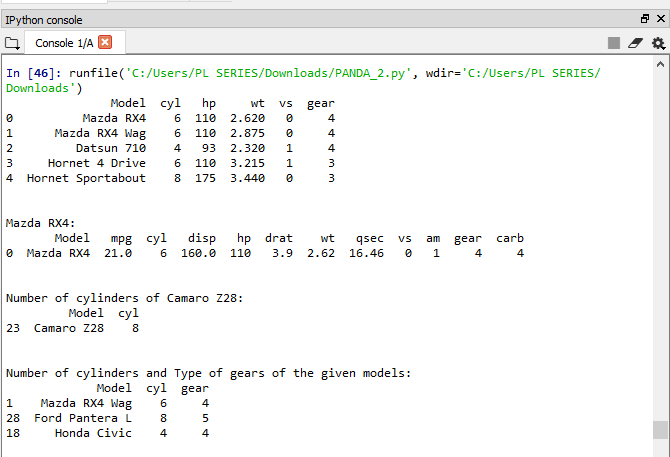 IPython console
Console 1/A
In [46]: runfile('C:/Users/PL SERIES/Downloads/PANDA_2.py', wdir='C:/Users/PL SERIES/
Downloads')
Model cyl hp wt vs gear
0 Mazda RX4 6 110 2.620 0 4
1 Mazda RX4 Wag 6 110 2.875 0 4
2 Datsun 710 4 93 2.320 1 4
3 Hornet 4 Drive 6 110 3.215 1 3
4 Hornet Sportabout 8 175 3.440 0 3
Mazda RX4:
Model mpg cyl disp hp drat wt qsec vs am gear carb
0 Mazda RX4 21.0 6 160.0 110 3.9 2.62 16.46 0 1 4 4
Number of cylinders of Camaro Z28:
Model cyl
23 Camaro Z28 8
Number of cylinders and Type of gears of the given models:
Model cyl gear
1 Mazda RX4 Wag 6 4
28 Ford Pantera L 8 5
18 Honda Civic 4 4